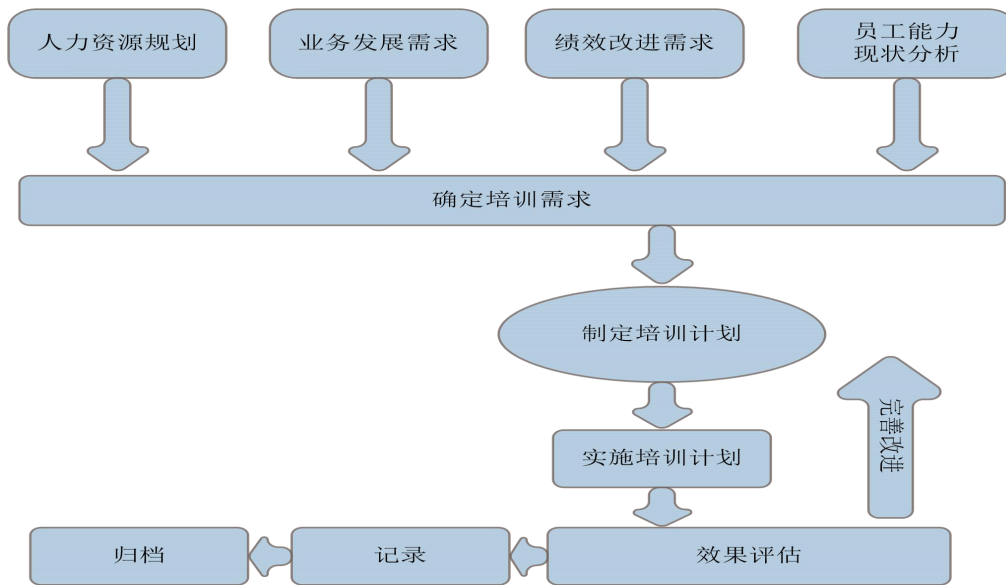 人力资源规划
业务发展需求
绩效改进需求
员工能力
现状分析
确定培训需求
制定培训计划
完善改进
实施培训计划
归档
记录
效果评估